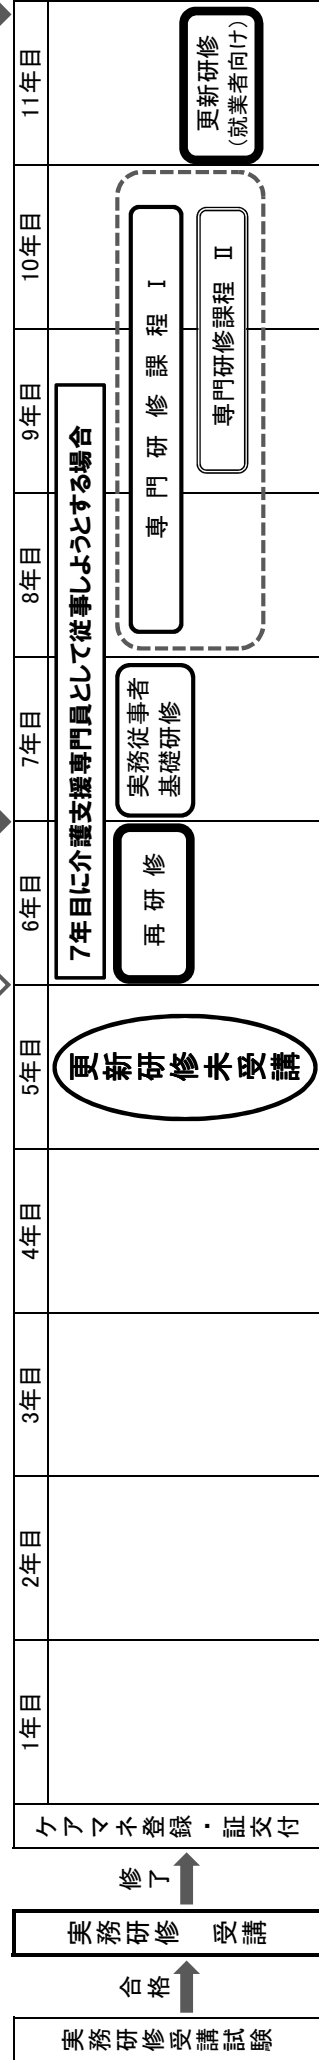 実務研修受講試験
合格
実務研修 受講
修了
ケアマネ登録・証交付
1年目
2年目
3年目
4年目
5年目
6年目
7年目
8年目
9年目
10年目
11年目
更新研修未受講
7年目に介護支援専門員として従事しようとする場合
再研修
実務従事者
基礎研修
専門研修課程 Ⅰ
専門研修課程 Ⅱ
更新研修
(就業者向け)